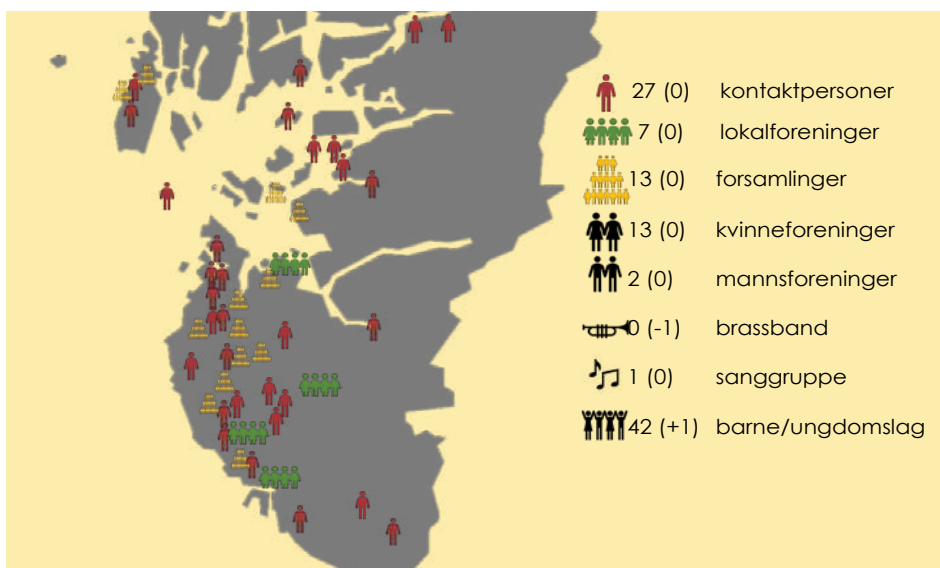 27 (0) kontaktpersoner
7 (0) lokalforeninger
13 (0) forsamlinger
13 (0) kvinneforeninger
2 (0) mannsforeninger
0 (-1) brassband
1 (0) sanggruppe
42 (+1) barne/ungdomslag